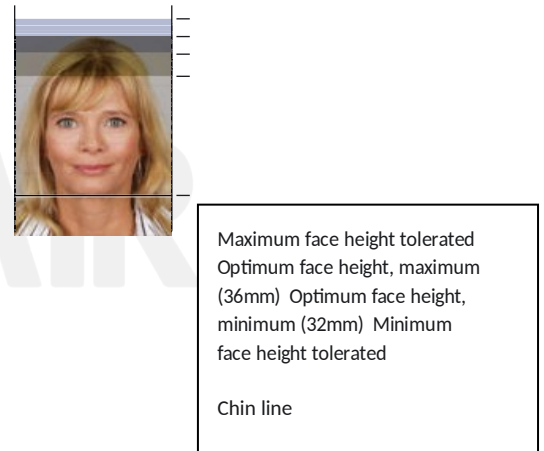 AIR
Maximum face height tolerated
Optimum face height, maximum
(36mm) Optimum face height,
minimum (32mm) Minimum
face height tolerated
Chin line